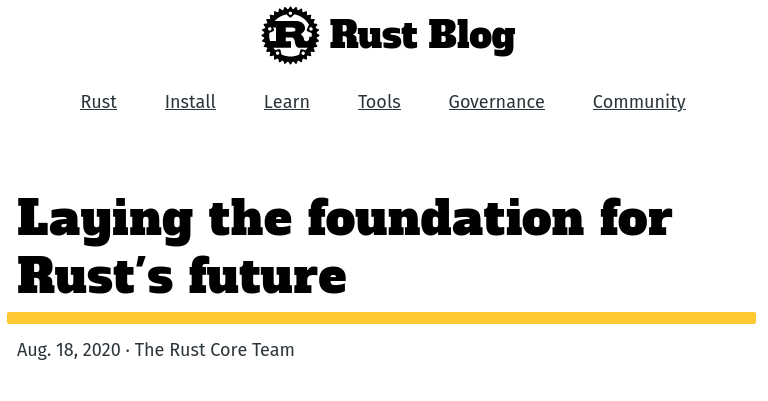 Rust Blog
Rust Install Learn Tools Governance Community
Laying the foundation for
Rust's future
Aug. 18, 2020 · The Rust Core Team